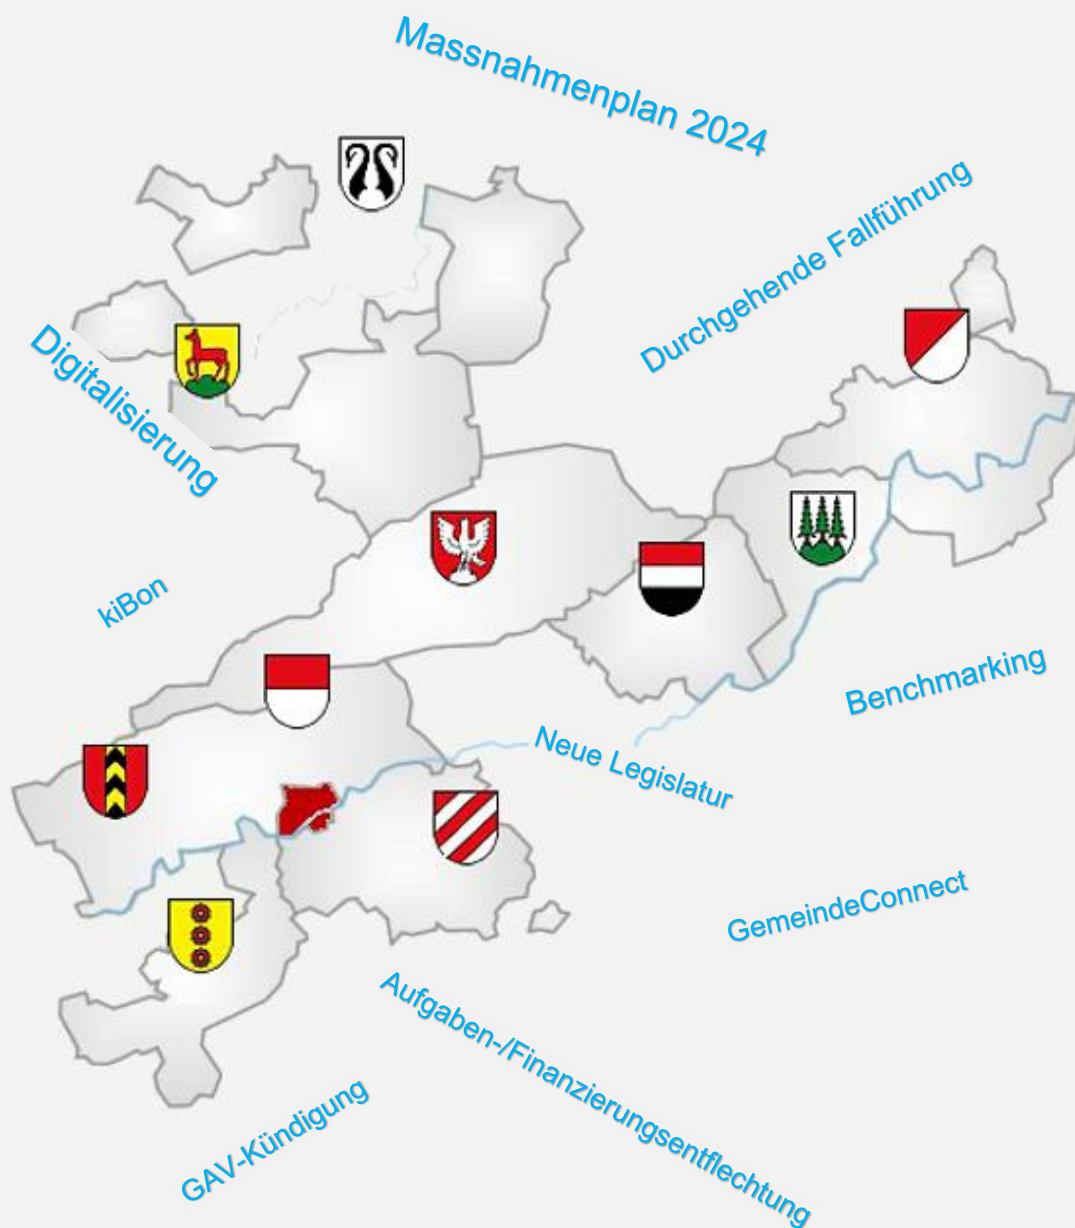 Massnahmenplan 2024
Durchgehende Fallführung
Digitalisierung
kiBon
Benchmarking
Neue Legislatur
GemeindeConnect
Aufgaben-/Finanzierungsentflechtung
GAV-Kündigung